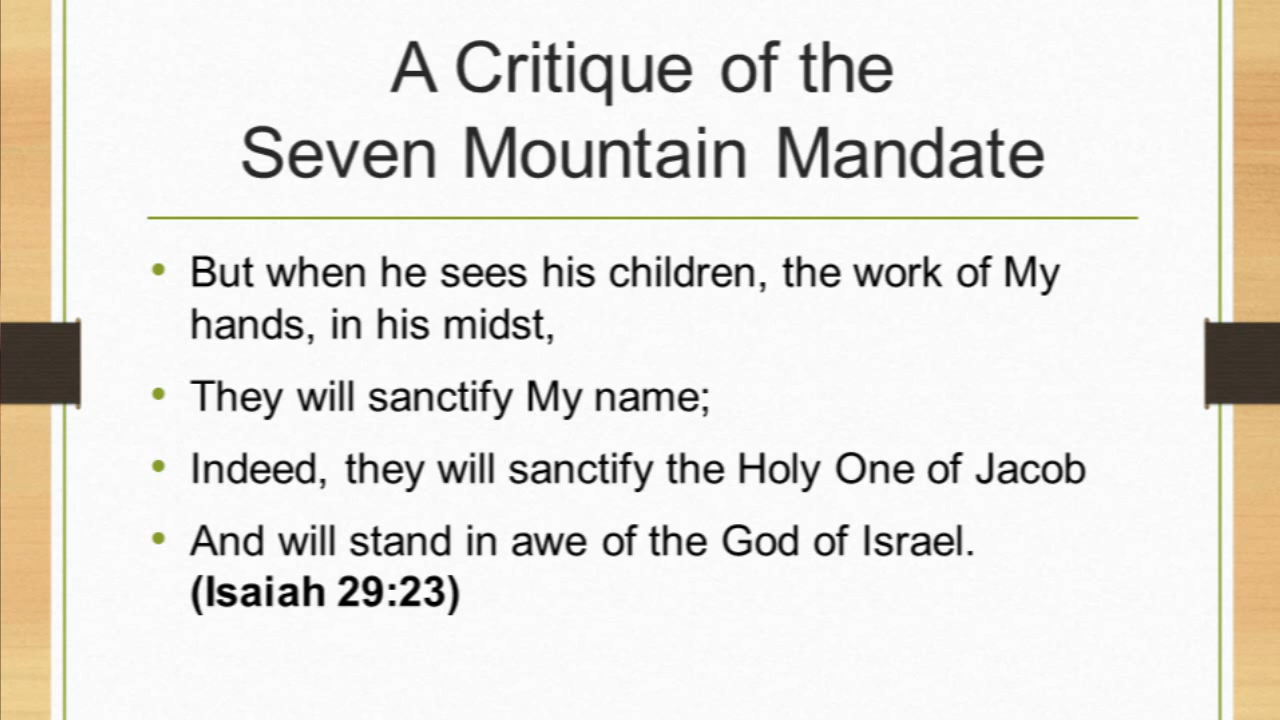 A Critique of the
Seven Mountain Mandate
• But when he sees his children, the work of My
hands, in his midst,
• They will sanctify My name;
• Indeed, they will sanctify the Holy One of Jacob
• And will stand in awe of the God of Israel.
(Isaiah 29:23)